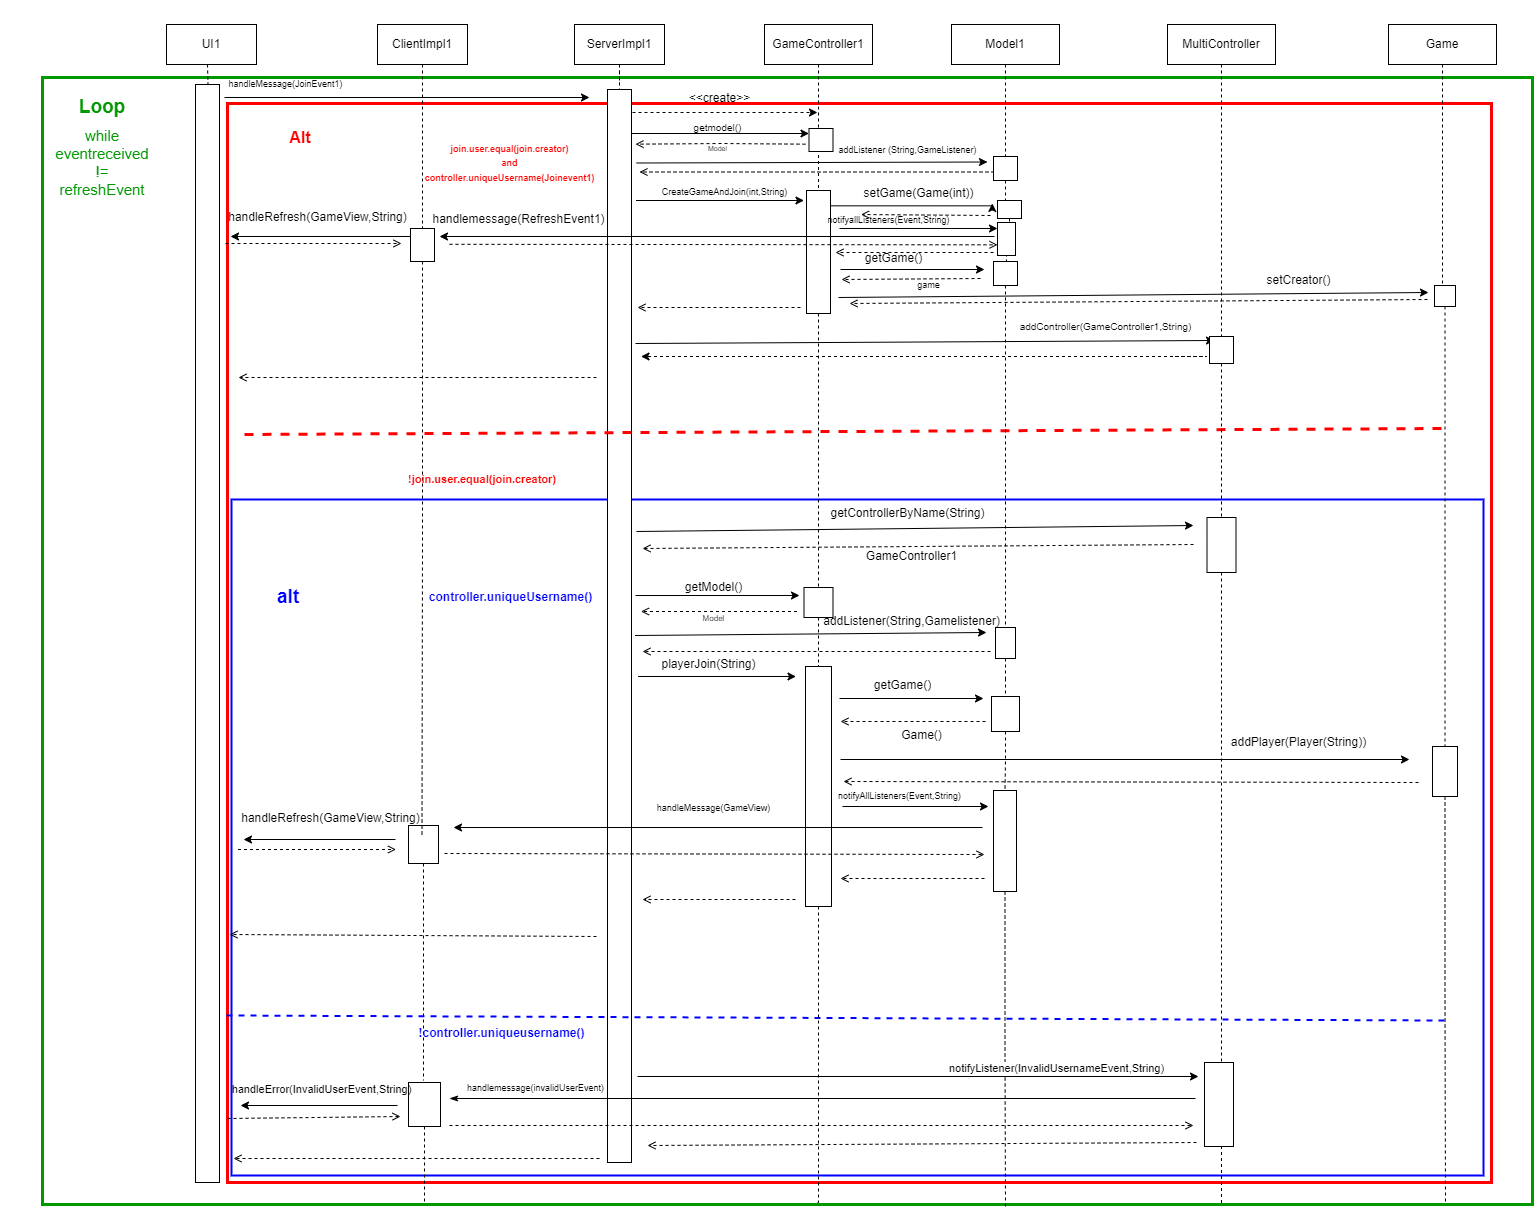 UI1
ClientImpl1
ServerImpl1
GameController1
Model1
MultiController
Game
handleMessage(JoinEvent1)
Loop
while
eventreceived
!=
refreshEvent
<<create>>
Alt
getmodel()
Model
join.user.equal(join.creator)
and
controller.uniqueUsername(Joinevent1)
addListener (String,GameListener)
CreateGameAndJoin(int,String)
setGame(Game(int))
handleRefresh(GameView,String)
handlemessage(RefreshEvent1)
notifyallListeners(Event,String)
getGame()
game
setCreator()
addController(GameController1,String)
!join.user.equal(join.creator)
getControllerByName(String)
GameController1
alt
controller.uniqueUsername()
getModel()
Model
addListener(String,Gamelistener)
playerJoin(String)
getGame()
Game()
addPlayer(Player(String))
notifyAllListeners(Event,String)
handleMessage(GameView)
handleRefresh(GameView,String)
!controller.uniqueusername()
notifyListener(InvalidUsernameEvent,String)
handleError(InvalidUserEvent,String)
handlemessage(invalidUserEvent)